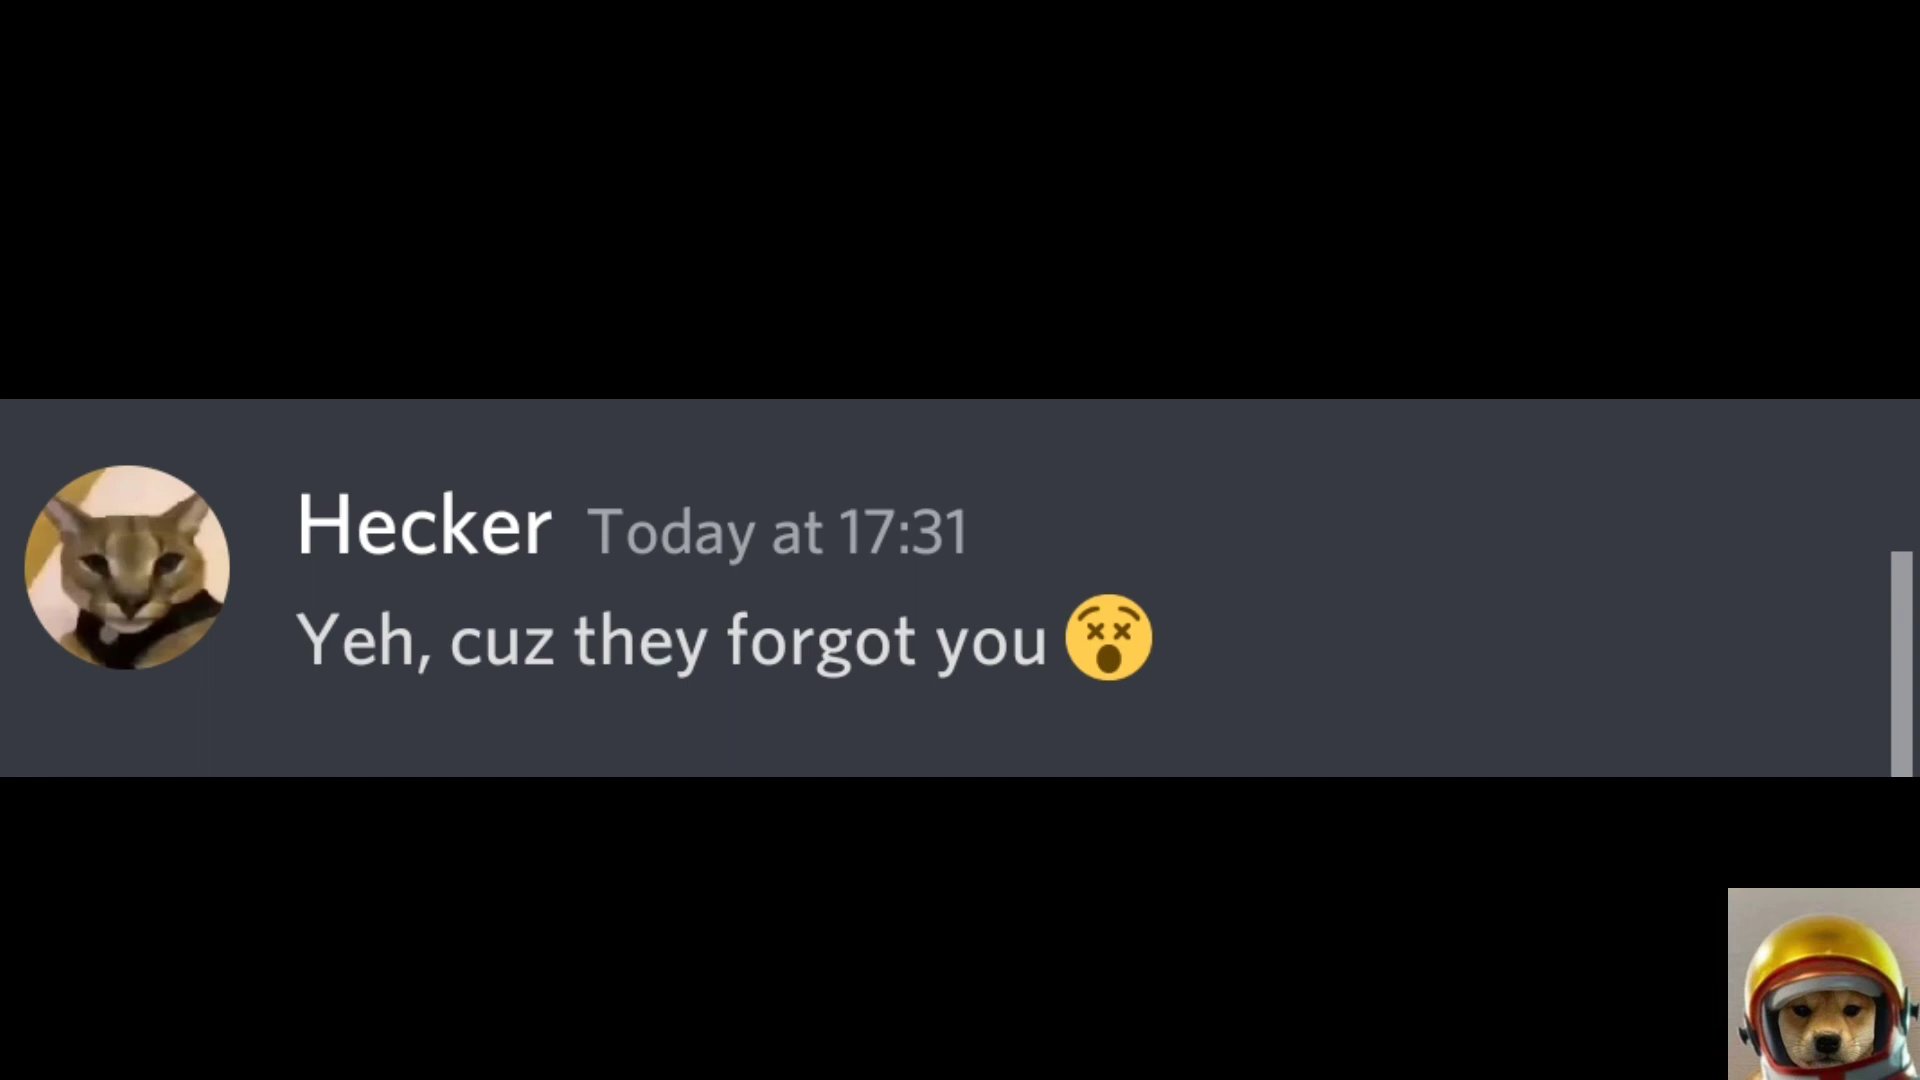 Hecker Today at 17:31
Yeh, cuz they forgot you 😵